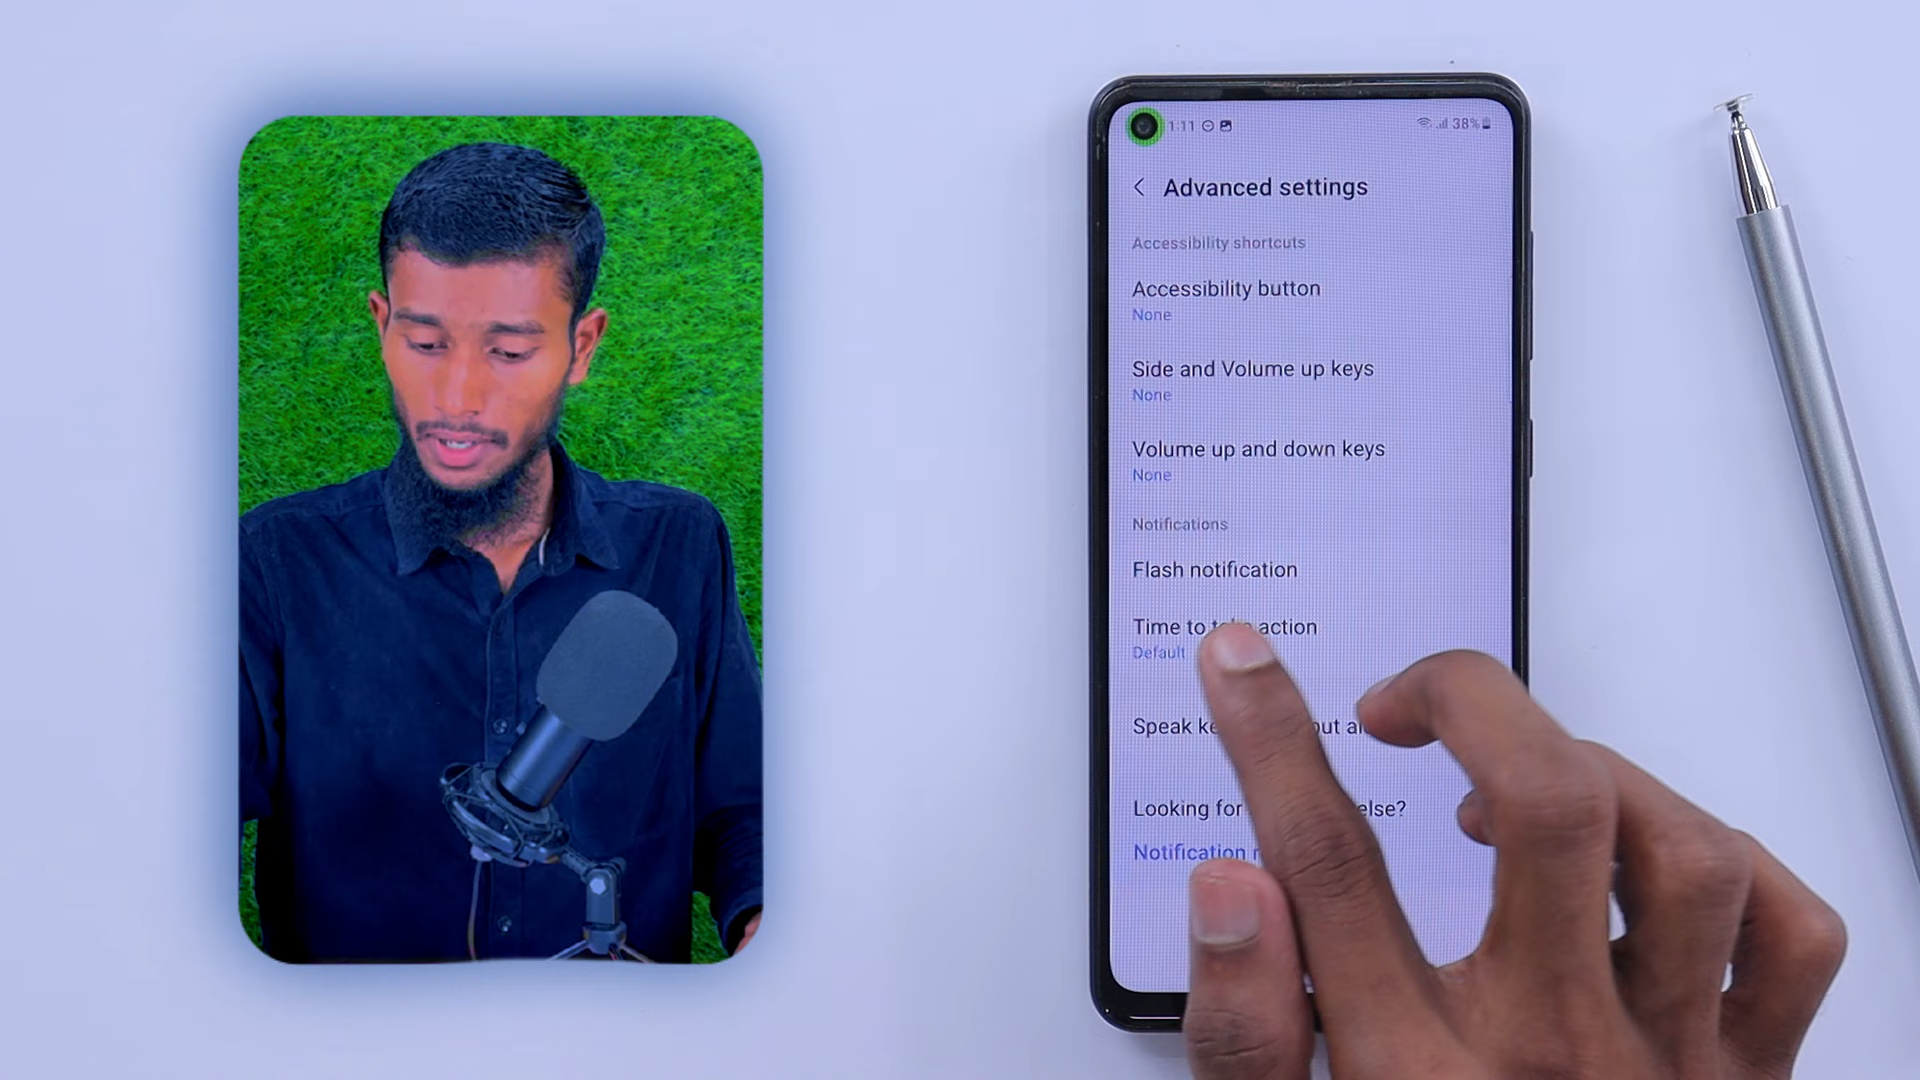 1:11
38%
Advanced settings
Accessibility shortcuts
Accessibility button
None
Side and Volume up keys
None
Volume up and down keys
None
Notifications
Flash notification
Time to take action
Default
Speak
Looking for else?
Notification